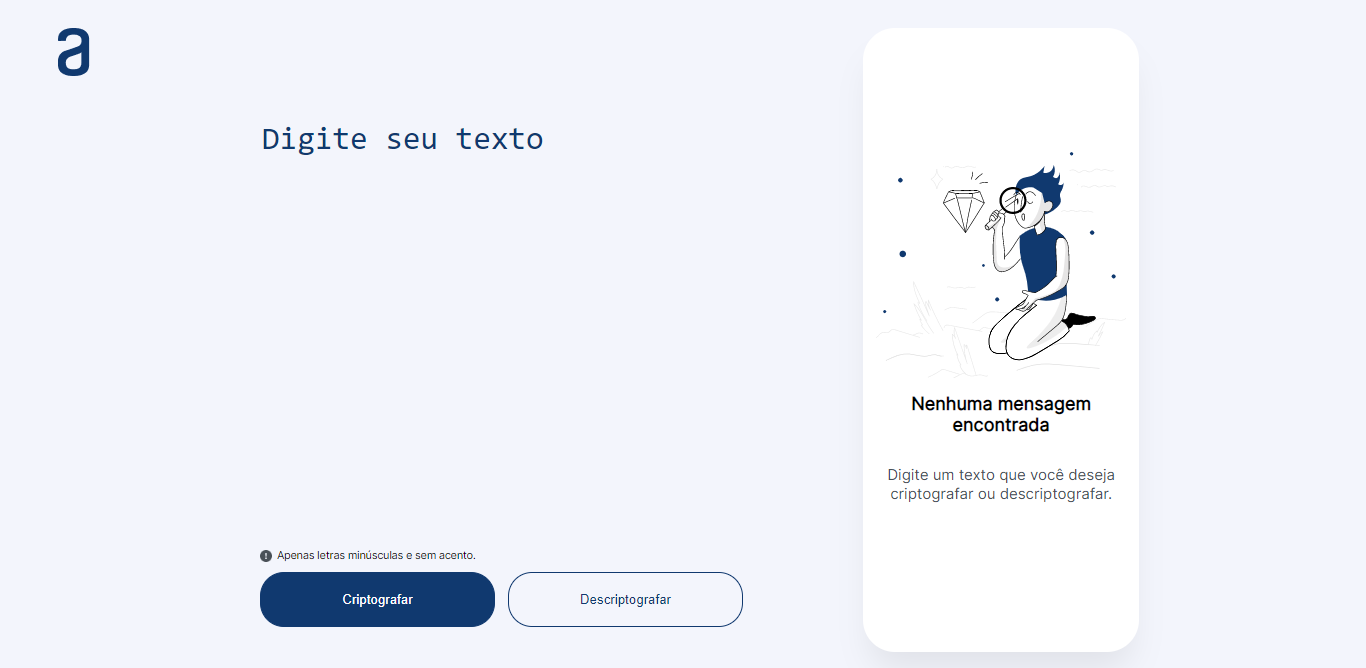 a
Digite seu texto
Apenas letras minúsculas e sem acento.
Criptografar
Descriptografar
Nenhuma mensagem
encontrada
Digite um texto que você deseja
criptografar ou descriptografar.